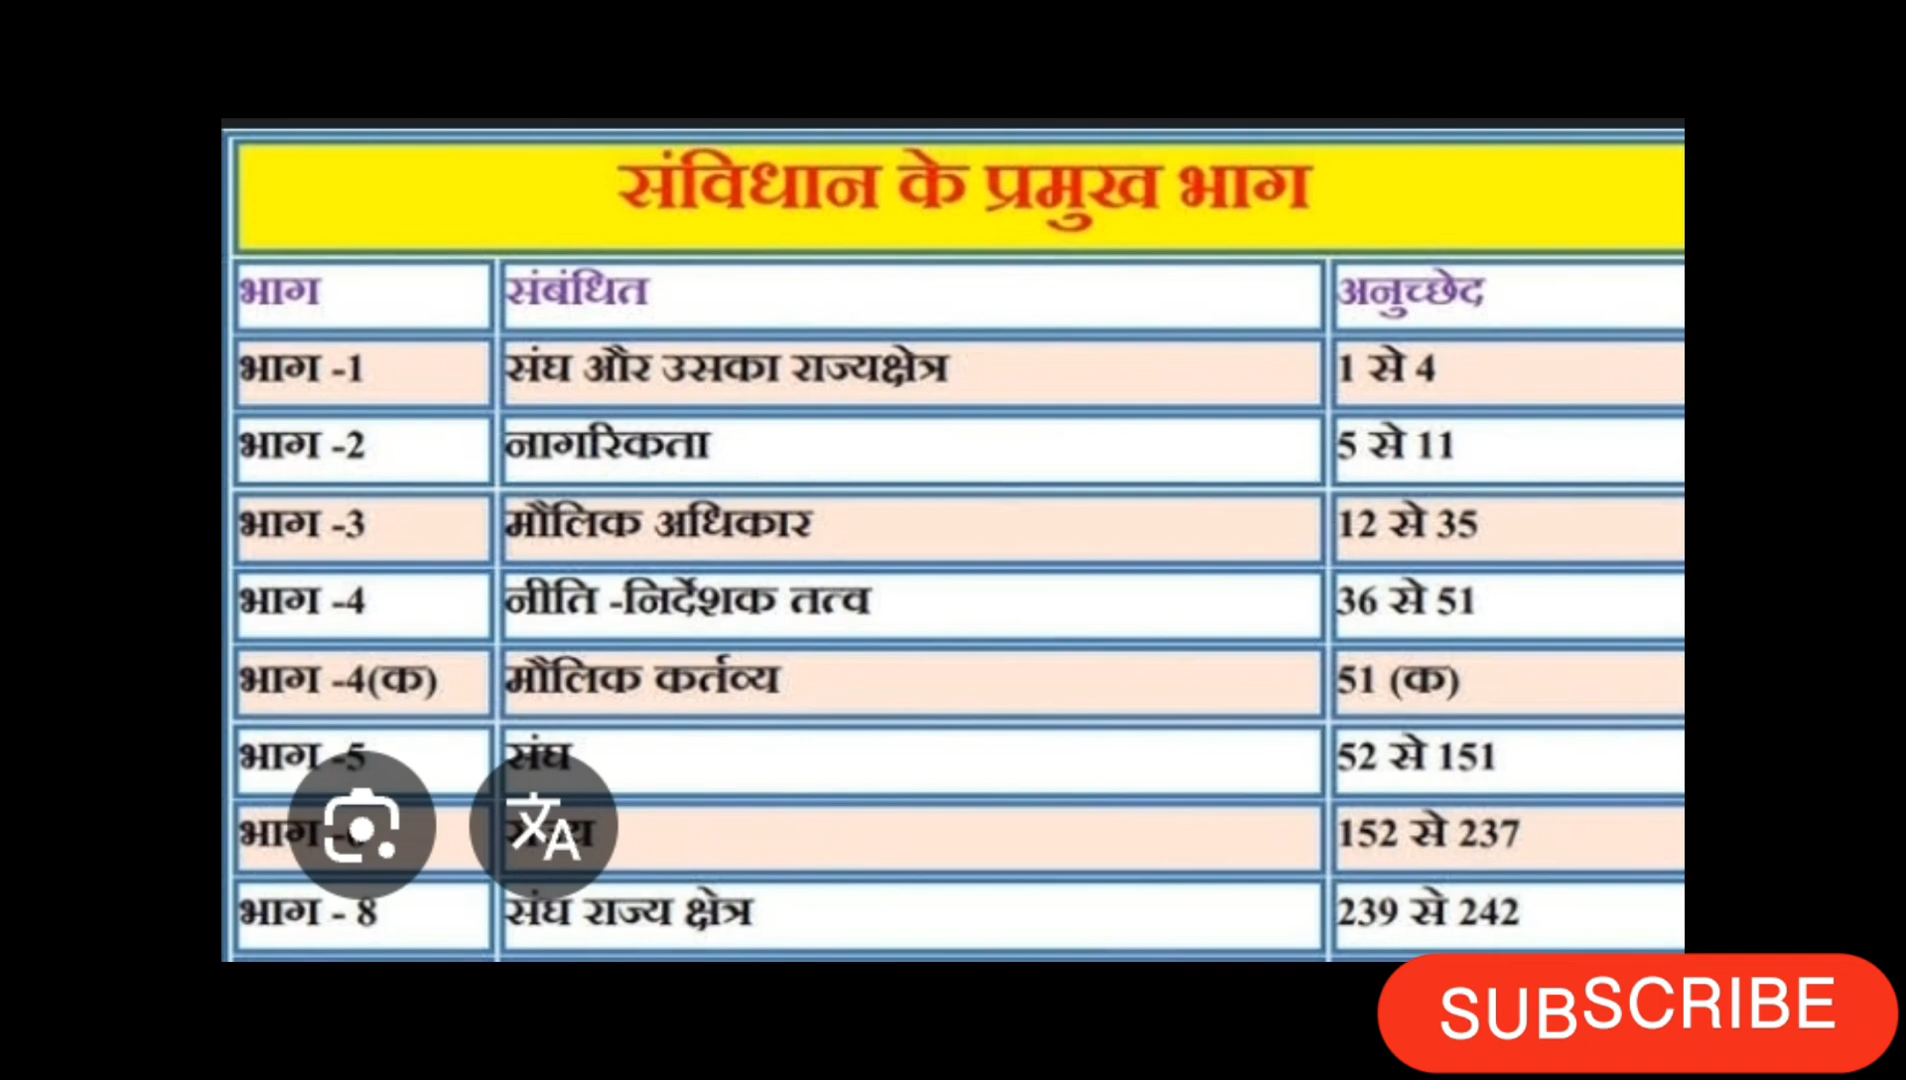 संविधान के प्रमुख भाग
भाग संबंधित अनुच्छेद
भाग -1 संघ और उसका राज्यक्षेत्र 1 से 4
भाग -2 नागरिकता 5 से 11
भाग -3 मौलिक अधिकार 12 से 35
भाग -4 नीति -निर्देशक तत्व 36 से 51
भाग -4(क) मौलिक कर्तव्य 51 (क)
भाग -5 संघ 52 से 151
भाग 152 से 237
भाग - 8 संघ राज्य क्षेत्र 239 से 242
SUBSCRIBE